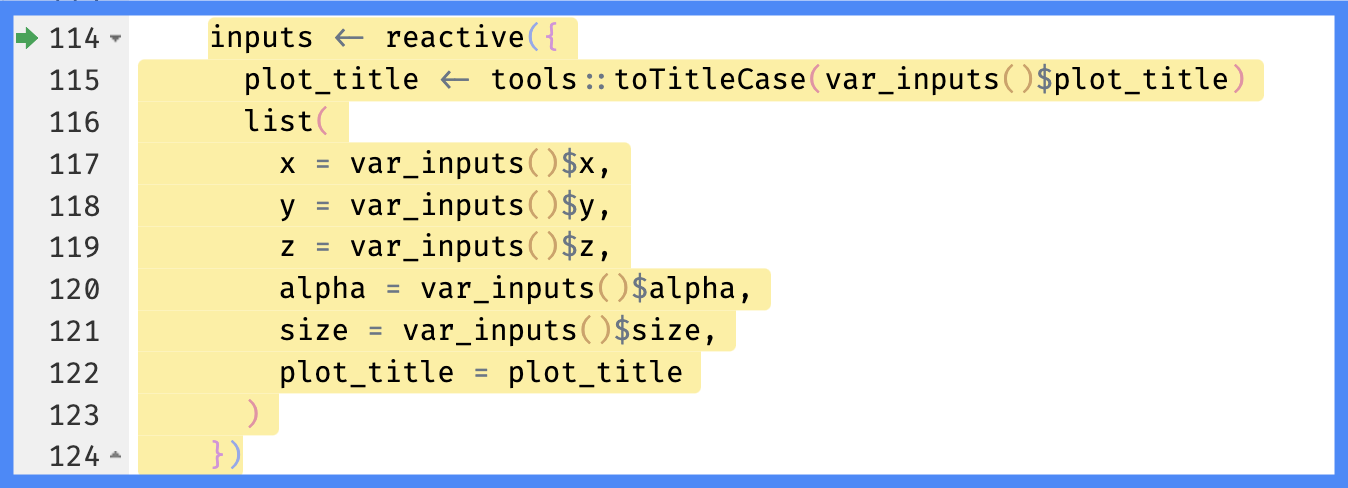 114 inputs <- reactive({
115 plot_title <- tools::toTitleCase(var_inputs()$plot_title)
116 list(
117 x = var_inputs()$x,
118 y = var_inputs()$y,
119 z = var_inputs()$z,
120 alpha = var_inputs()$alpha,
121 size = var_inputs()$size,
122 plot_title = plot_title
123 )
124 })